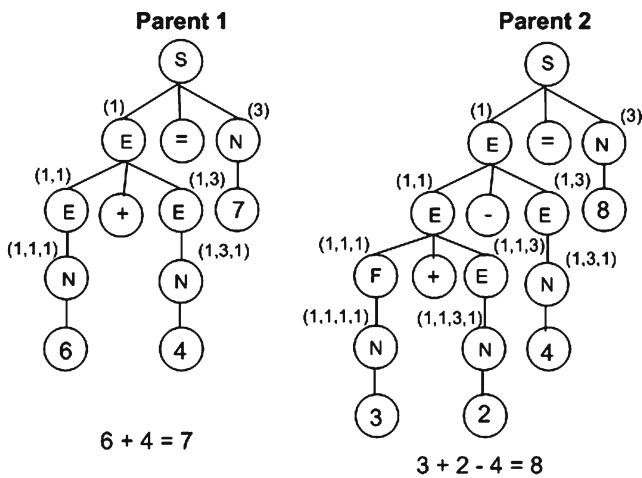 Parent 1 Parent 2
S S
(1) (3) (1) (3)
E = N E = N
(1,1) (1,3) (1,1) (1,3)
E + E 7 E - E 8
(1,1,1) (1,3,1) (1,1,1) (1,1,3) (1,3,1)
N N F + E N
(1,1,1,1) (1,1,3,1)
6 4 N N 4
3 2
6 + 4 = 7
3 + 2 - 4 = 8